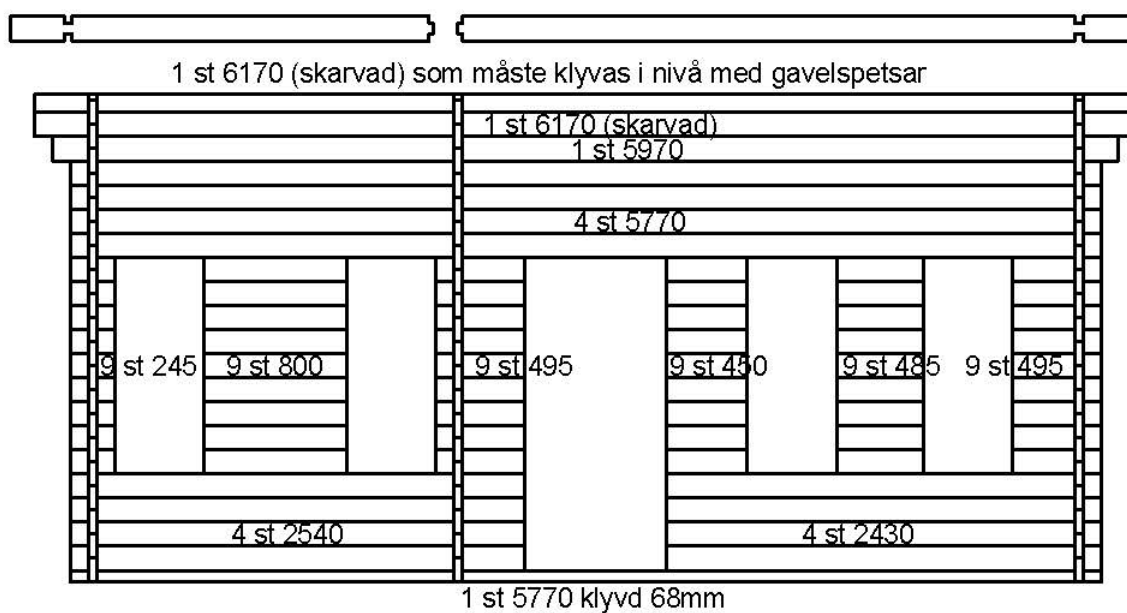 1 st 6170 (skarvad) som måste klyvas i nivå med gavelspetsar
1 st 6170 (skarvad)
1 st 5970
4 st 5770
9 st 245 9 st 800 9 st 495 9 st 450 9 st 485 9 st 495
4 st 2540 4 st 2430
1 st 5770 klyvd 68mm